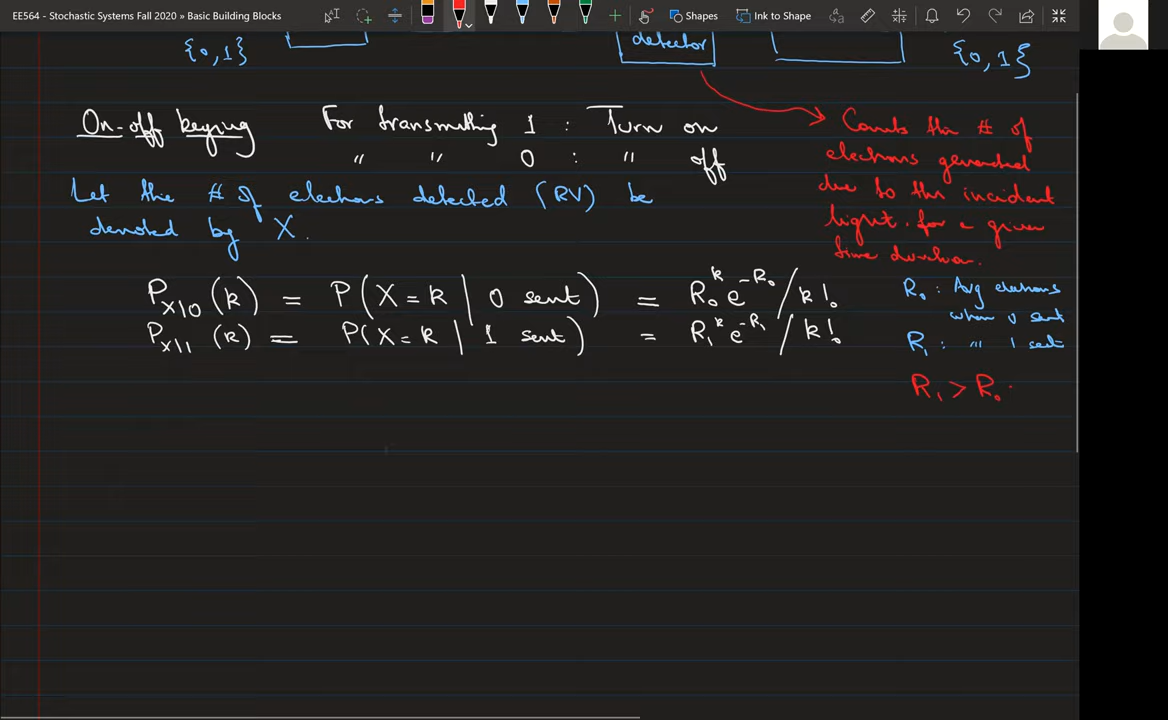 EE564 - Stochastic Systems Fall 2020 » Basic Building Blocks
Shapes
Ink to Shape
{0,1}
detector
{0,1}
On-off keying For transmitting 1 : Turn on
" " 0 : " off
Let the # of electrons detected (RV) be
denoted by X.
Counts the # of
electrons generated
due to the incident
light, for a given
time duration.
P_{X|0}(k) = P(X = k | 0 sent) = R_0^k e^{-R_0} / k!
P_{X|1}(k) = P(X = k | 1 sent) = R_1^k e^{-R_1} / k!
R_0 : Avg electrons
when 0 sent
R_1 : " 1 sent
R_1 > R_0.